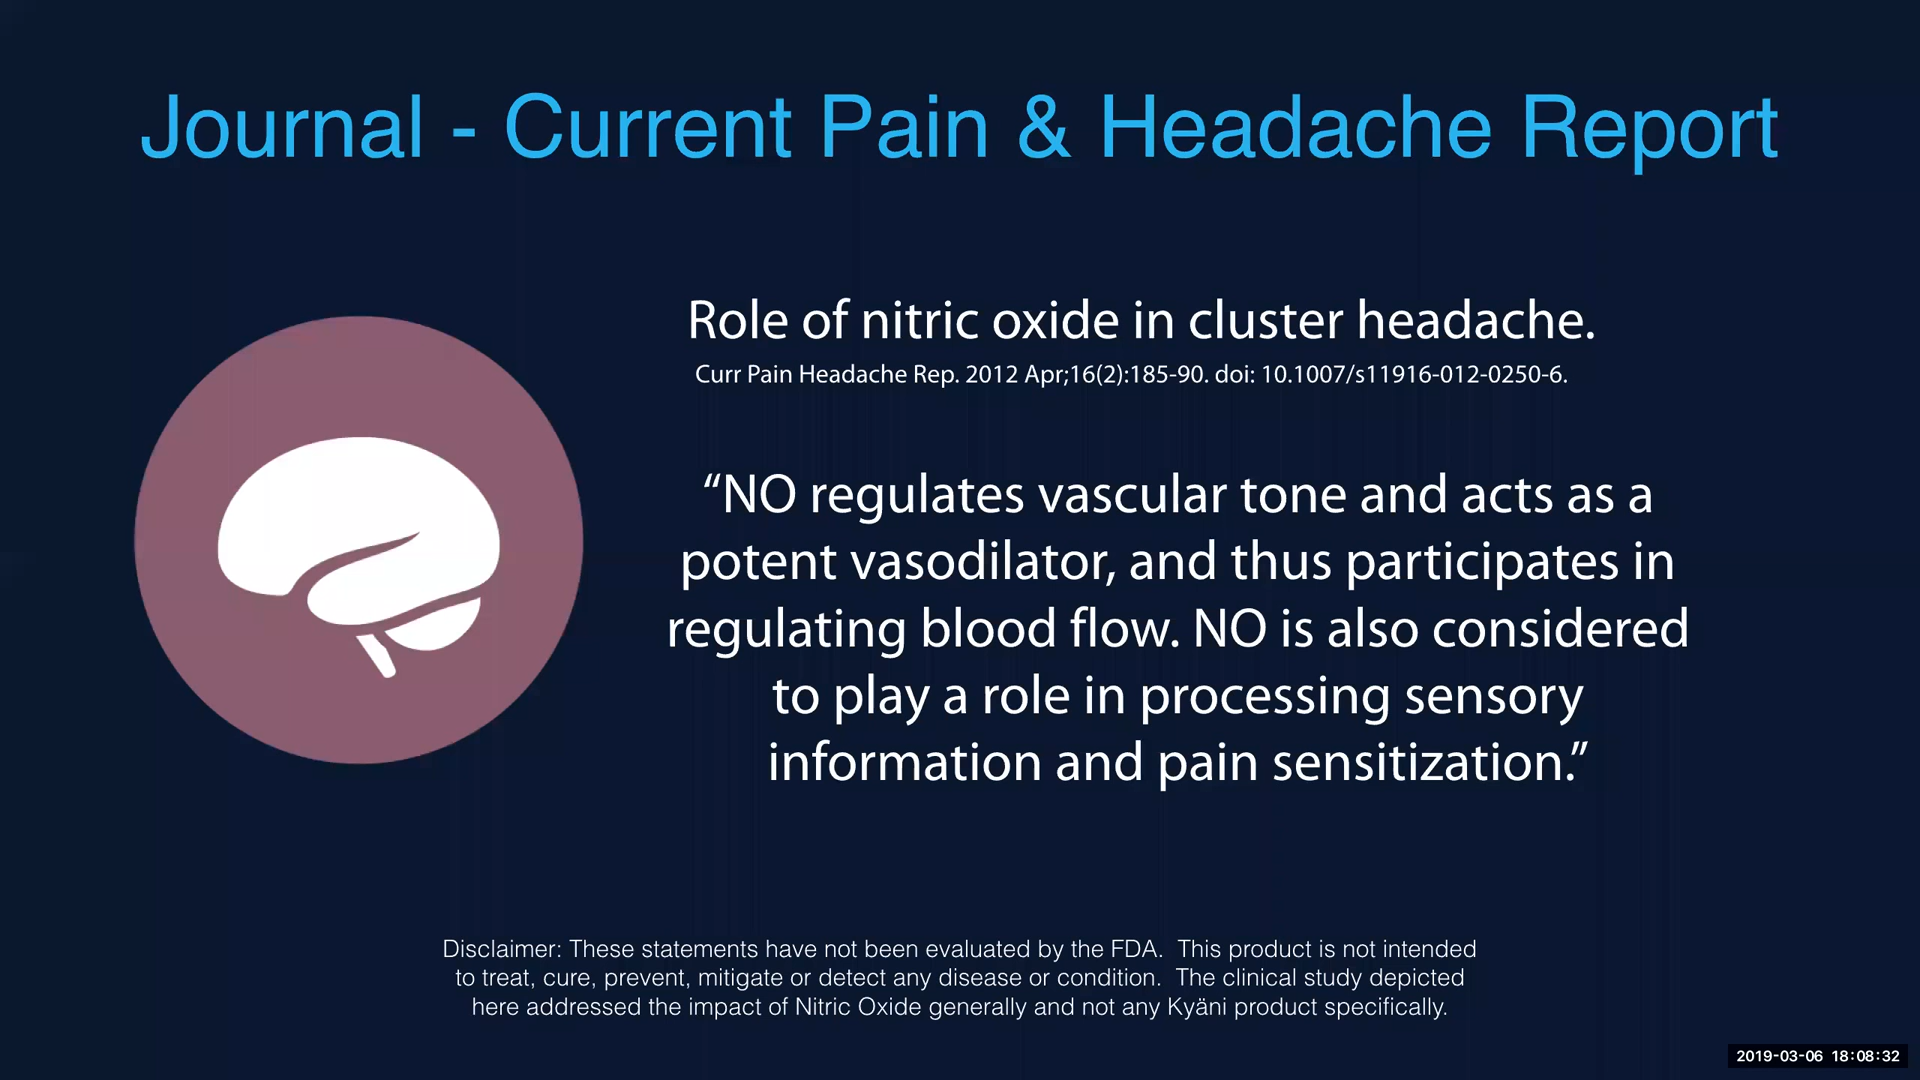 Journal - Current Pain & Headache Report
Role of nitric oxide in cluster headache.
Curr Pain Headache Rep. 2012 Apr;16(2):185-90. doi: 10.1007/s11916-012-0250-6.
“NO regulates vascular tone and acts as a
potent vasodilator, and thus participates in
regulating blood flow. NO is also considered
to play a role in processing sensory
information and pain sensitization.”
Disclaimer: These statements have not been evaluated by the FDA.  This product is not intended
to treat, cure, prevent, mitigate or detect any disease or condition.  The clinical study depicted
here addressed the impact of Nitric Oxide generally and not any Kyäni product specifically.
2019-03-06 18:08:32